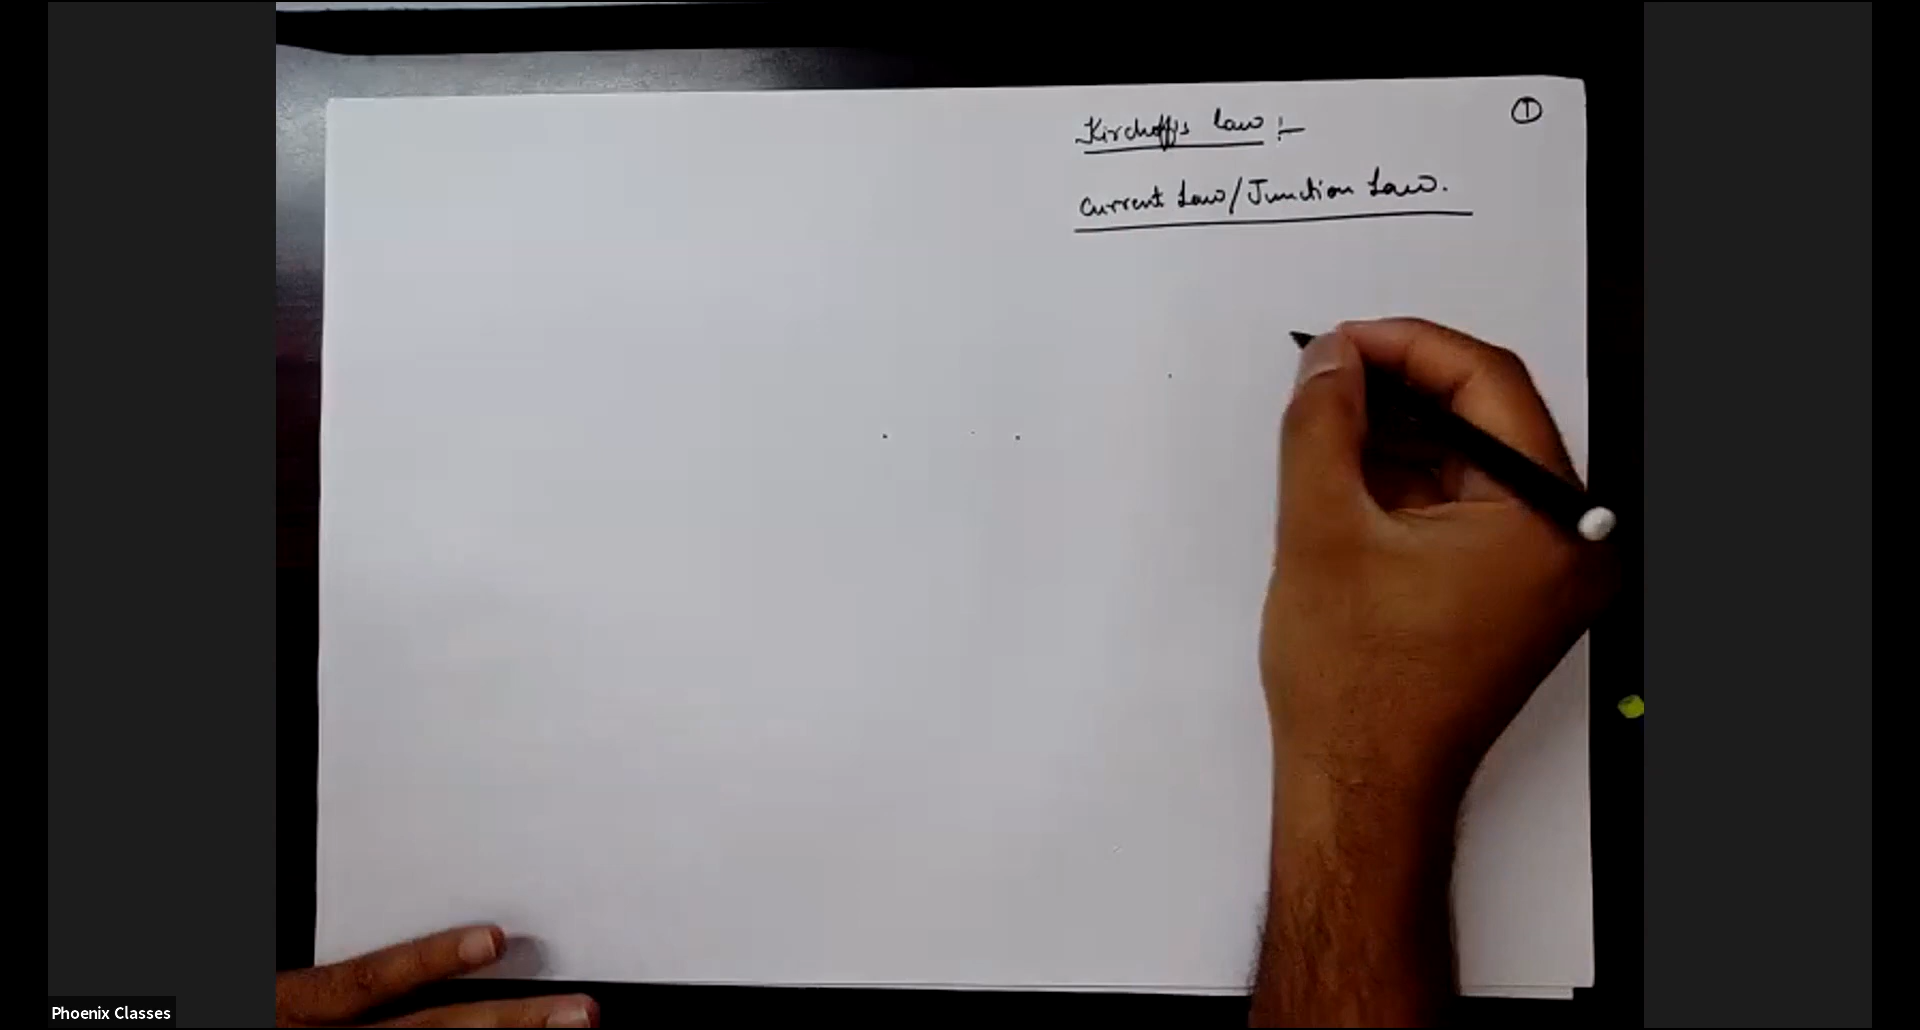 ①
Kirchoff's Law :-
Current Law/Junction Law.
Phoenix Classes